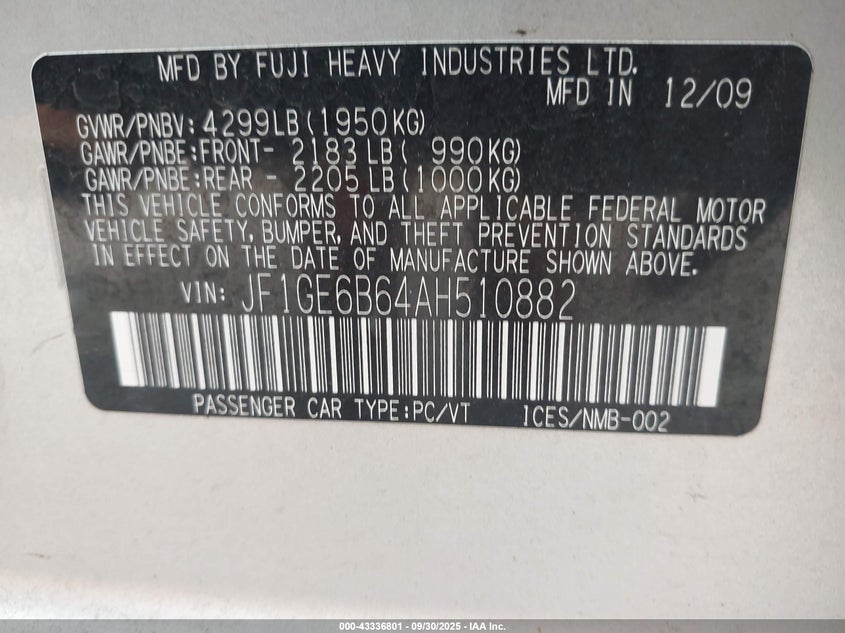 MFD BY FUJI HEAVY INDUSTRIES LTD.
MFD IN 12/09
GVWR/PNBV: 4299LB (1950KG)
GAWR/PNBE:FRONT- 2183 LB ( 990KG)
GAWR/PNBE:REAR - 2205 LB (1000KG)
THIS VEHICLE CONFORMS TO ALL APPLICABLE FEDERAL MOTOR
VEHICLE SAFETY, BUMPER, AND THEFT PREVENTION STANDARDS
IN EFFECT ON THE DATE OF MANUFACTURE SHOWN ABOVE.
VIN: JF1GE6B64AH510882
PASSENGER CAR TYPE:PC/VT ICES/NMB-002
000-43336801 - 09/30/2025 - IAA Inc.